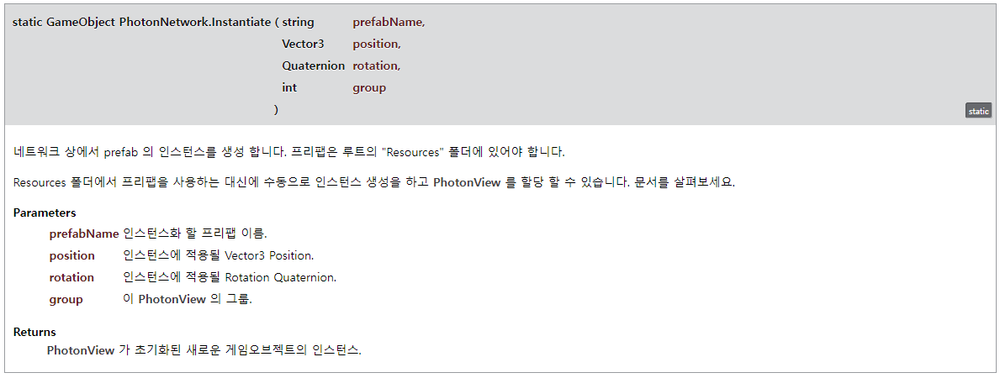 static GameObject PhotonNetwork.Instantiate ( string prefabName,
Vector3 position,
Quaternion rotation,
int group
)
static
네트워크 상에서 prefab 의 인스턴스를 생성 합니다. 프리팹은 루트의 "Resources" 폴더에 있어야 합니다.
Resources 폴더에서 프리팹을 사용하는 대신에 수동으로 인스턴스 생성을 하고 PhotonView 를 할당 할 수 있습니다. 문서를 살펴보세요.
Parameters
prefabName 인스턴스화 할 프리팹 이름.
position 인스턴스에 적용될 Vector3 Position.
rotation 인스턴스에 적용될 Rotation Quaternion.
group 이 PhotonView 의 그룹.
Returns
PhotonView 가 초기화된 새로운 게임오브젝트의 인스턴스.